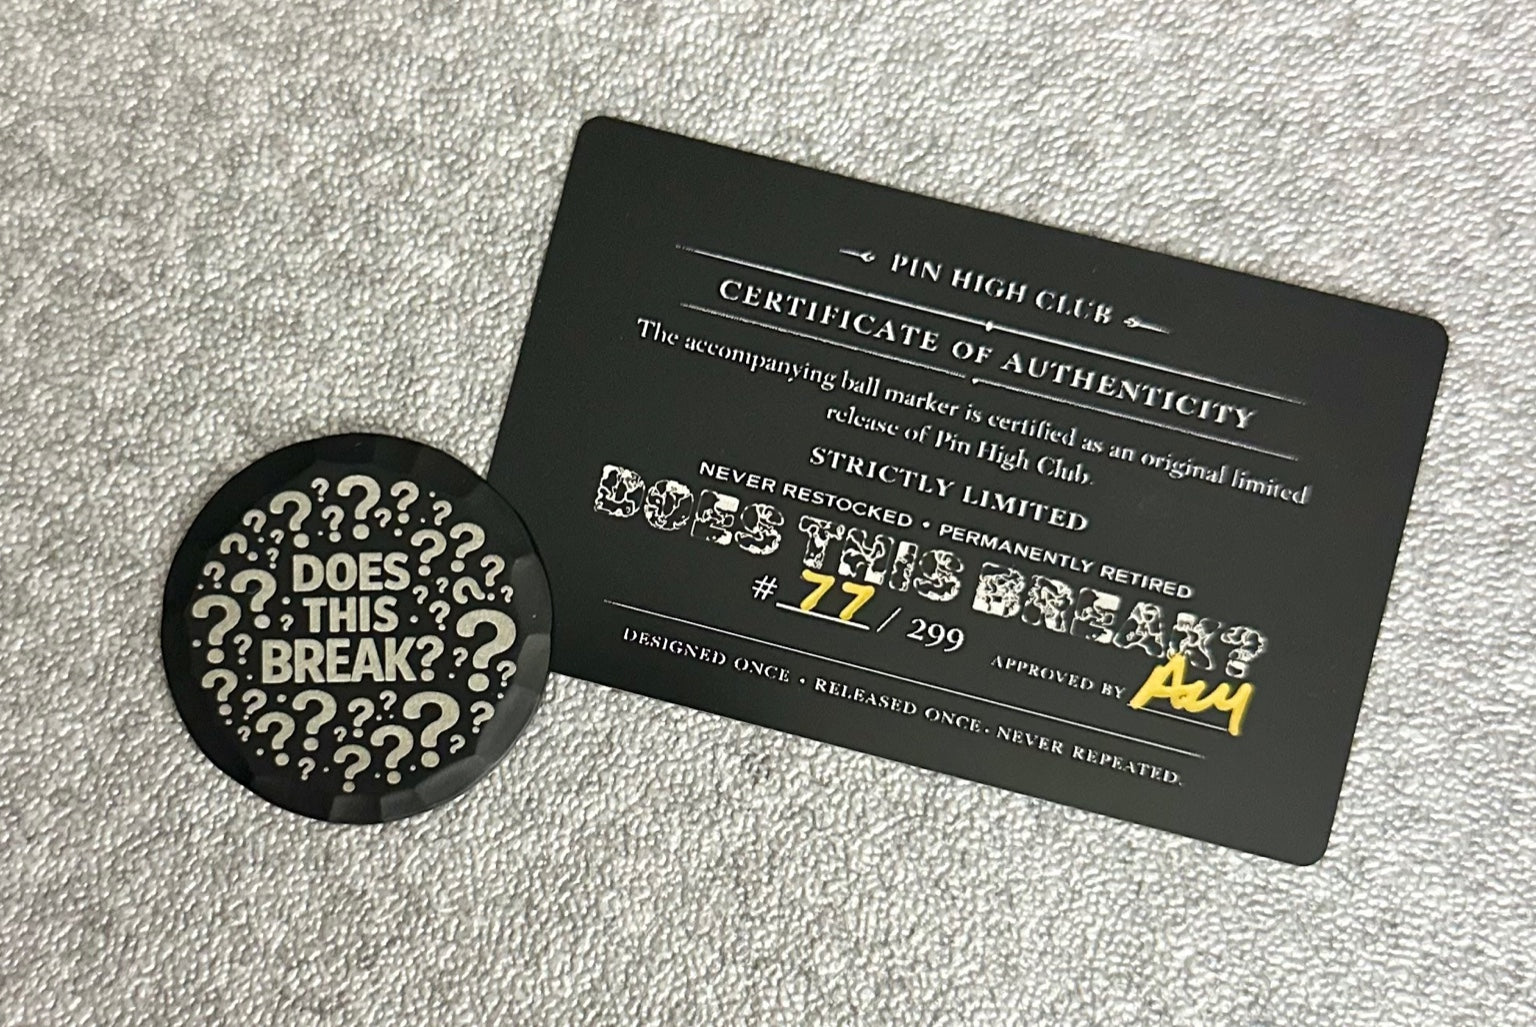 DOES
THIS
BREAK?
PIN HIGH CLUB
CERTIFICATE OF AUTHENTICITY
The accompanying ball marker is certified as an original limited
release of Pin High Club.
STRICTLY LIMITED
NEVER RESTOCKED • PERMANENTLY RETIRED
DOES THIS BREAK?
# 77 / 299
APPROVED BY
DESIGNED ONCE • RELEASED ONCE • NEVER REPEATED.